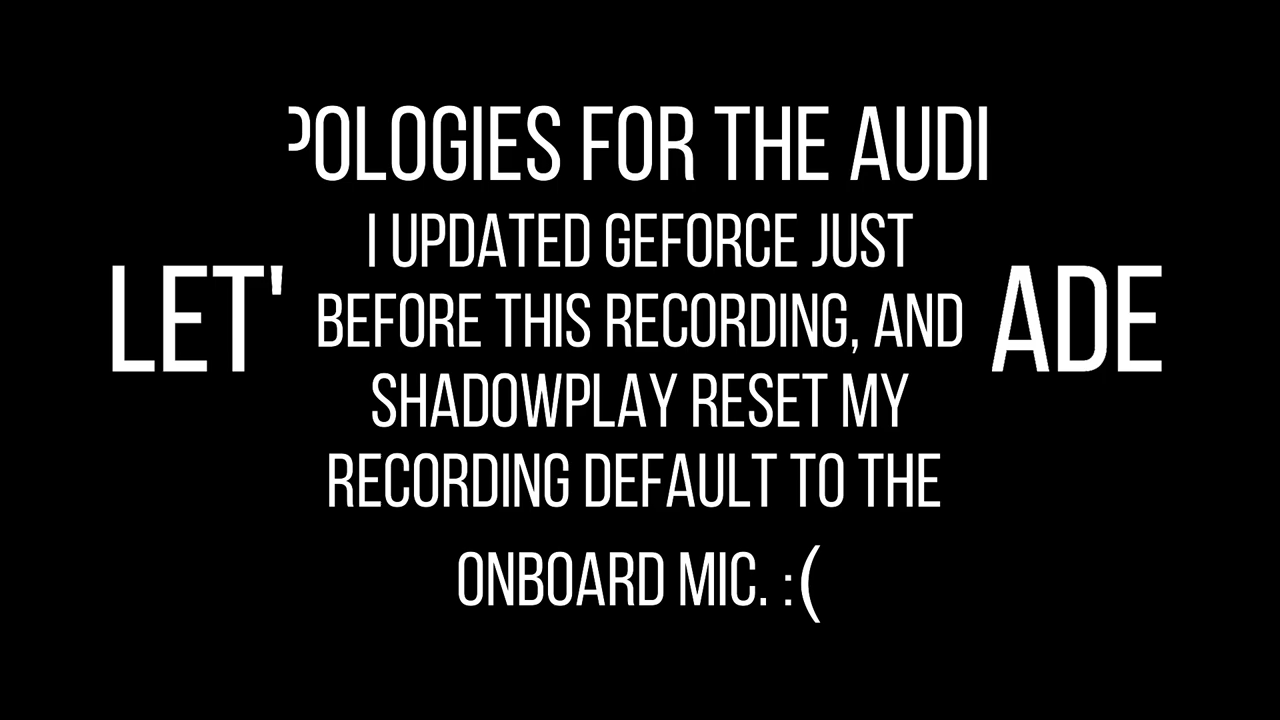 POLOGIES FOR THE AUDI
I UPDATED GEFORCE JUST
BEFORE THIS RECORDING, AND
LET' ADE
SHADOWPLAY RESET MY
RECORDING DEFAULT TO THE
ONBOARD MIC. :(